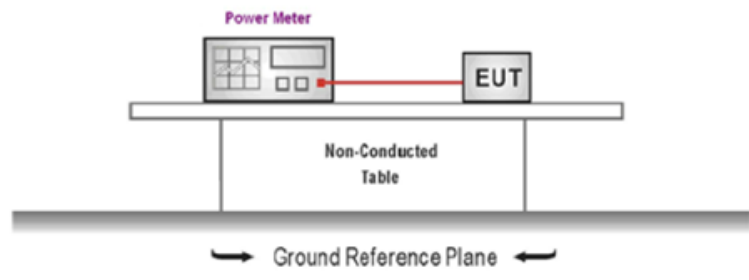 Power Meter
EUT
Non-Conducted
Table
Ground Reference Plane